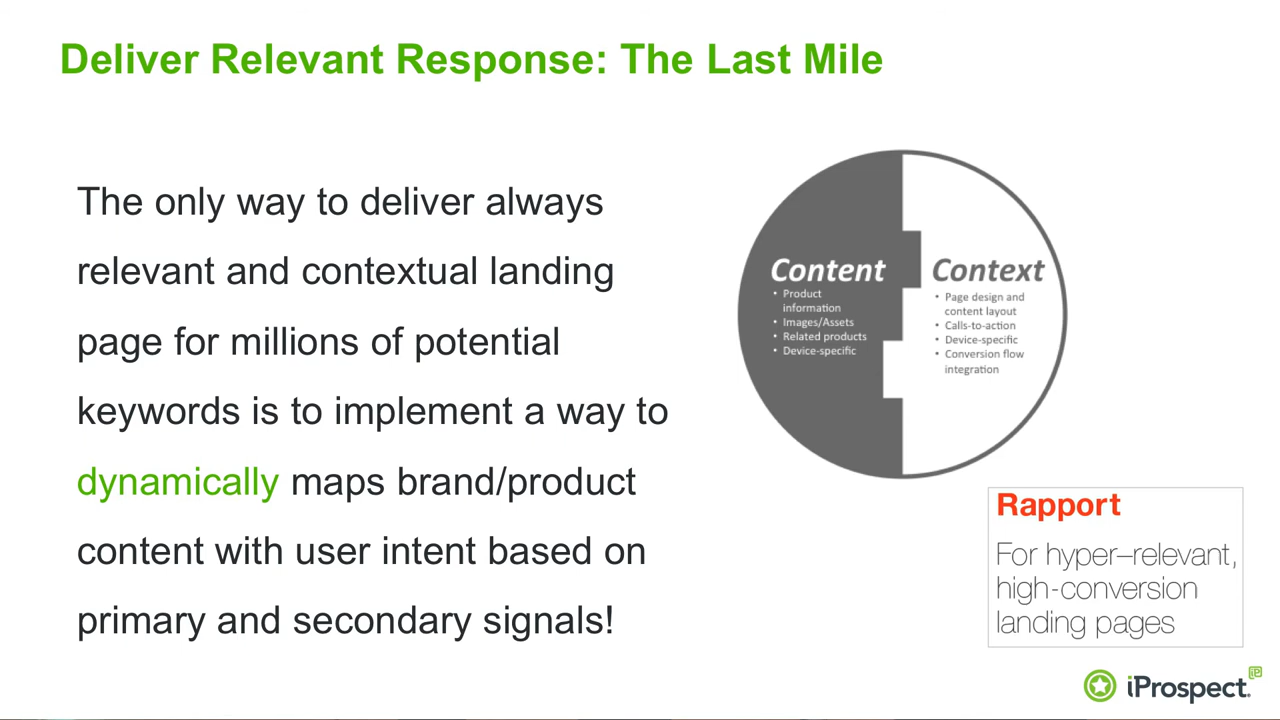 Deliver Relevant Response: The Last Mile
The only way to deliver always
relevant and contextual landing
page for millions of potential
keywords is to implement a way to
dynamically maps brand/product
content with user intent based on
primary and secondary signals!
Content
• Product
information
• Images/Assets
• Related products
• Device-specific
Context
• Page design and
content layout
• Calls-to-action
• Device-specific
• Conversion flow
integration
Rapport
For hyper–relevant,
high-conversion
landing pages
iProspect.
iP